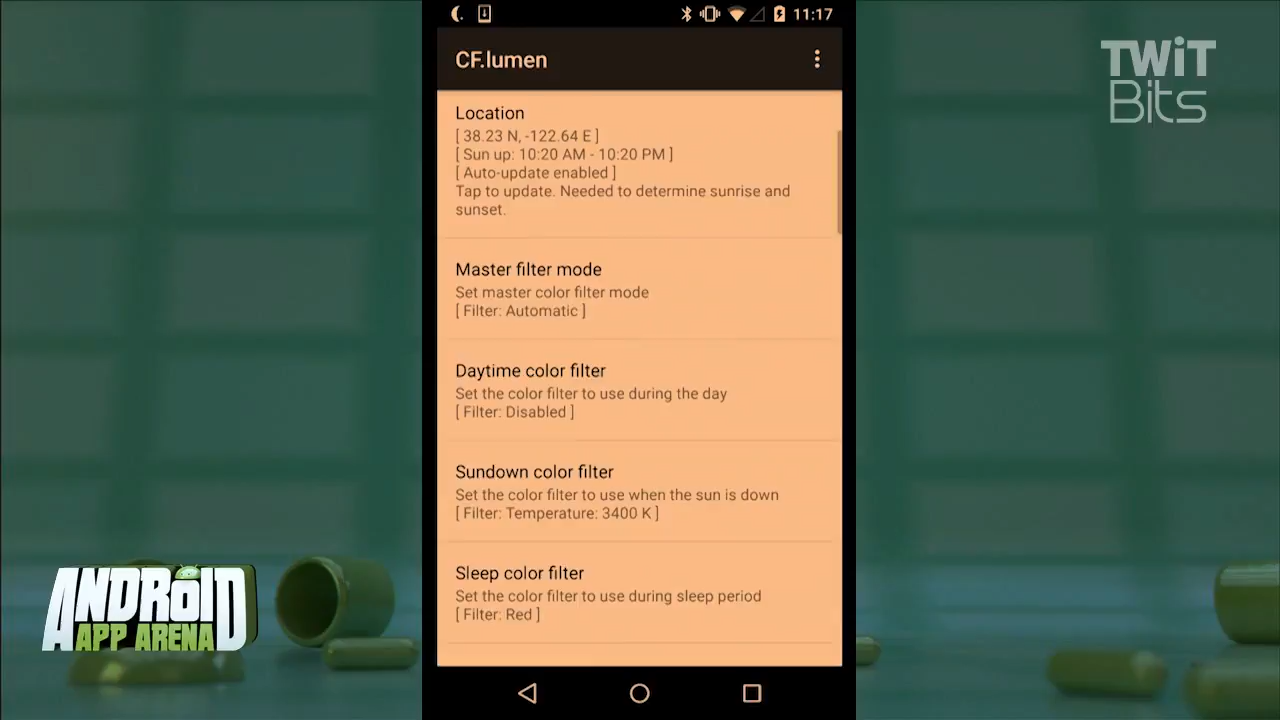 11:17
CF.lumen
TWiT
Bits
Location
[ 38.23 N, -122.64 E ]
[ Sun up: 10:20 AM - 10:20 PM ]
[ Auto-update enabled ]
Tap to update. Needed to determine sunrise and
sunset.
Master filter mode
Set master color filter mode
[ Filter: Automatic ]
Daytime color filter
Set the color filter to use during the day
[ Filter: Disabled ]
Sundown color filter
Set the color filter to use when the sun is down
[ Filter: Temperature: 3400 K ]
Sleep color filter
Set the color filter to use during sleep period
[ Filter: Red ]
ANDROID
APP ARENA